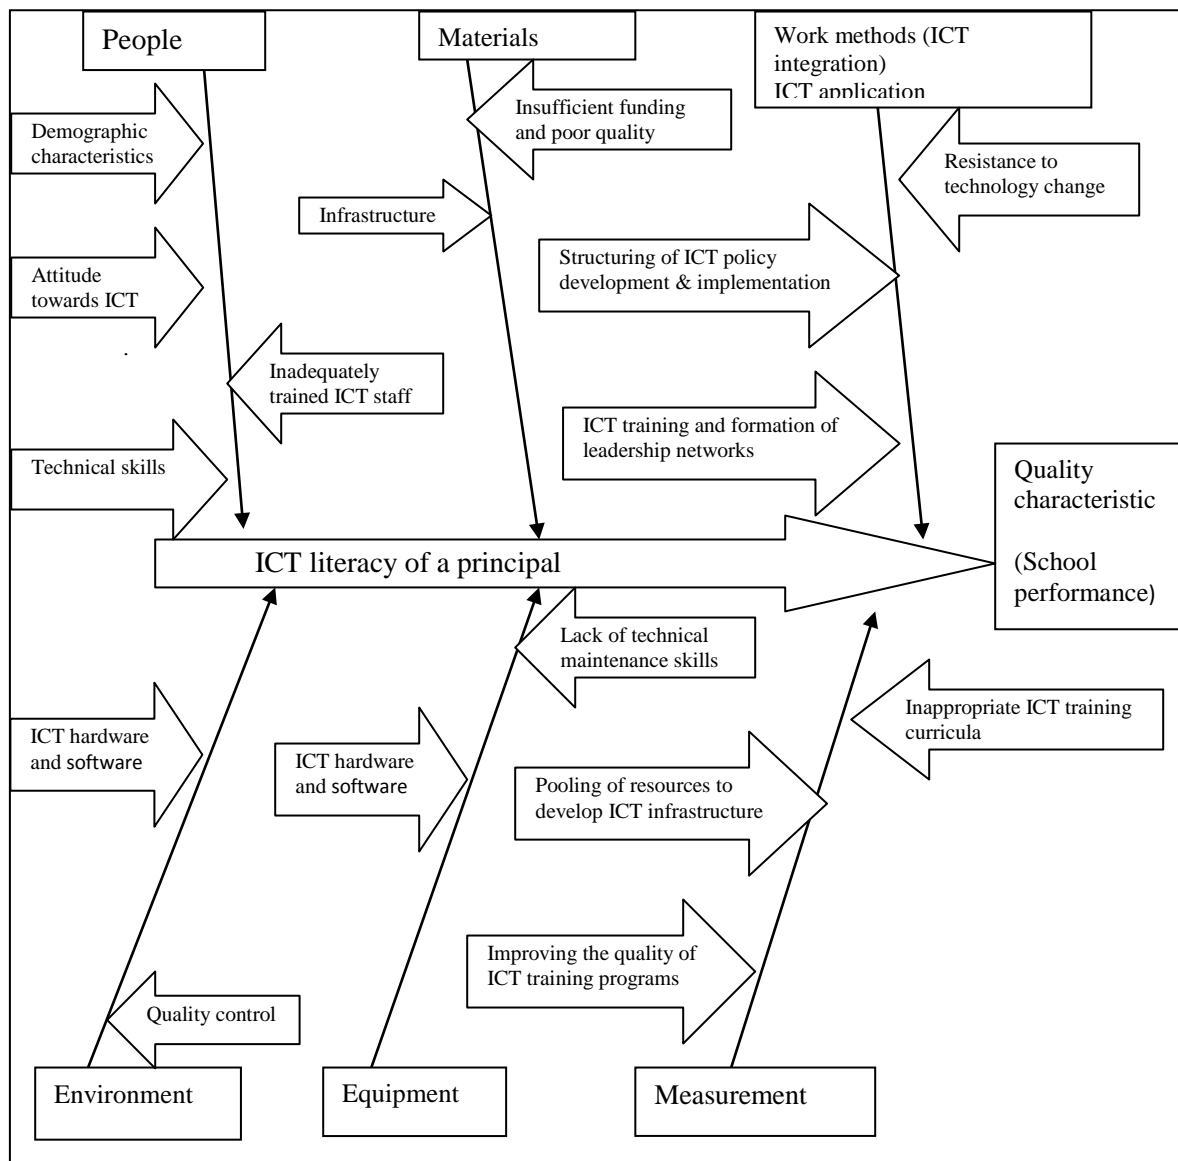 People
Materials
Work methods (ICT
integration)
ICT application
Insufficient funding
and poor quality
Demographic
characteristics
Resistance to
technology change
Infrastructure
Structuring of ICT policy
development & implementation
Attitude
towards ICT
.
Inadequately
trained ICT staff
ICT training and formation of
leadership networks
Technical skills
Quality
characteristic
(School
performance)
ICT literacy of a principal
Lack of technical
maintenance skills
Inappropriate ICT training
curricula
ICT hardware
and software
ICT hardware
and software
Pooling of resources to
develop ICT infrastructure
Improving the quality of
ICT training programs
Quality control
Environment
Equipment
Measurement